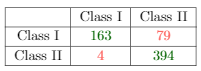 Class I Class II
Class I 163 79
Class II 4 394